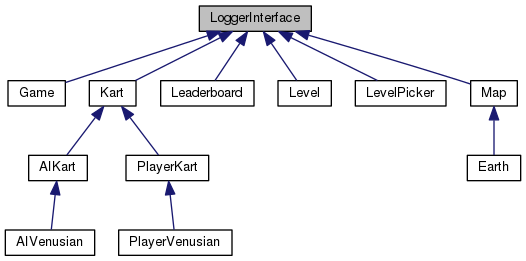 LoggerInterface
Game
Kart
Leaderboard
Level
LevelPicker
Map
AIKart
PlayerKart
Earth
AIVenusian
PlayerVenusian